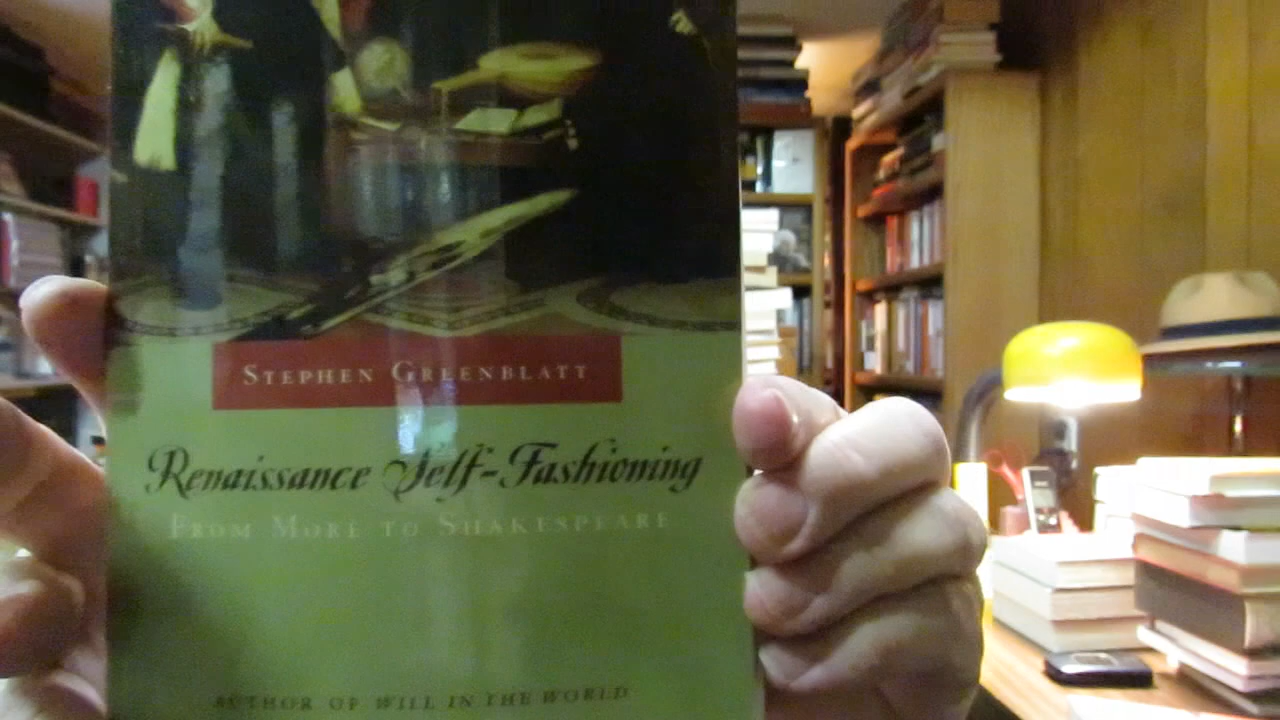 STEPHEN GREENBLATT
Renaissance Self-Fashioning
FROM MORE TO SHAKESPEARE
AUTHOR OF WILL IN THE WORLD